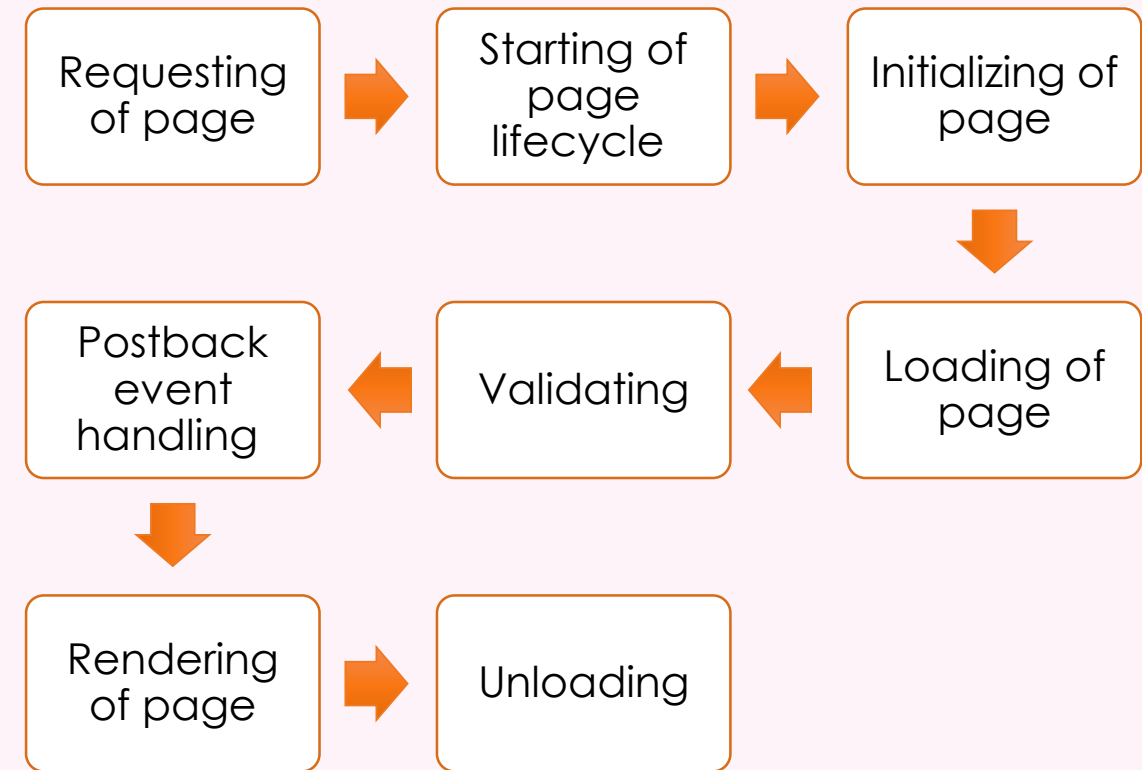 Requesting
of page
Starting of
page
lifecycle
Initializing of
page
Loading of
page
Validating
Postback
event
handling
Rendering
of page
Unloading